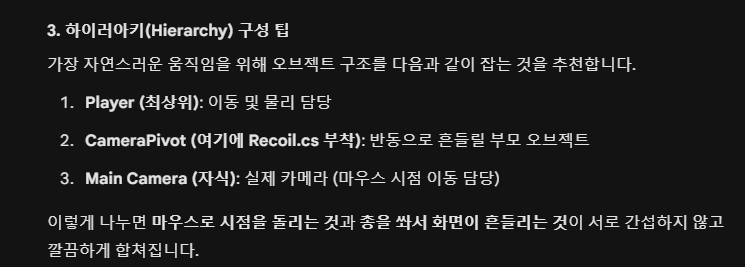 3. 하이러아키(Hierarchy) 구성 팁
가장 자연스러운 움직임을 위해 오브젝트 구조를 다음과 같이 잡는 것을 추천합니다.
1. Player (최상위): 이동 및 물리 담당
2. CameraPivot (여기에 Recoil.cs 부착): 반동으로 흔들릴 부모 오브젝트
3. Main Camera (자식): 실제 카메라 (마우스 시점 이동 담당)
이렇게 나누면 마우스로 시점을 돌리는 것과 총을 쏴서 화면이 흔들리는 것이 서로 간섭하지 않고
깔끔하게 합쳐집니다.